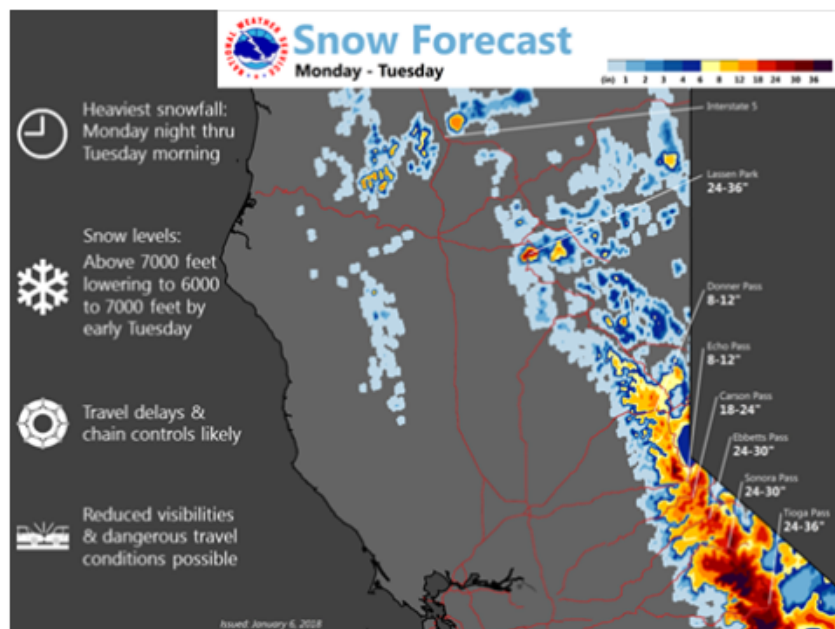 NATIONAL WEATHER SERVICE
Snow Forecast
Monday - Tuesday
(in) 1 2 3 4 6 8 12 18 24 30 36
Heaviest snowfall:
Monday night thru
Tuesday morning
Snow levels:
Above 7000 feet
lowering to 6000
to 7000 feet by
early Tuesday
Travel delays &
chain controls likely
Reduced visibilities
& dangerous travel
conditions possible
Interstate 5
Lassen Park
24-36"
Donner Pass
8-12"
Echo Pass
8-12"
Carson Pass
18-24"
Ebbetts Pass
24-30"
Sonora Pass
24-30"
Tioga Pass
24-36"
Issued: January 6, 2018